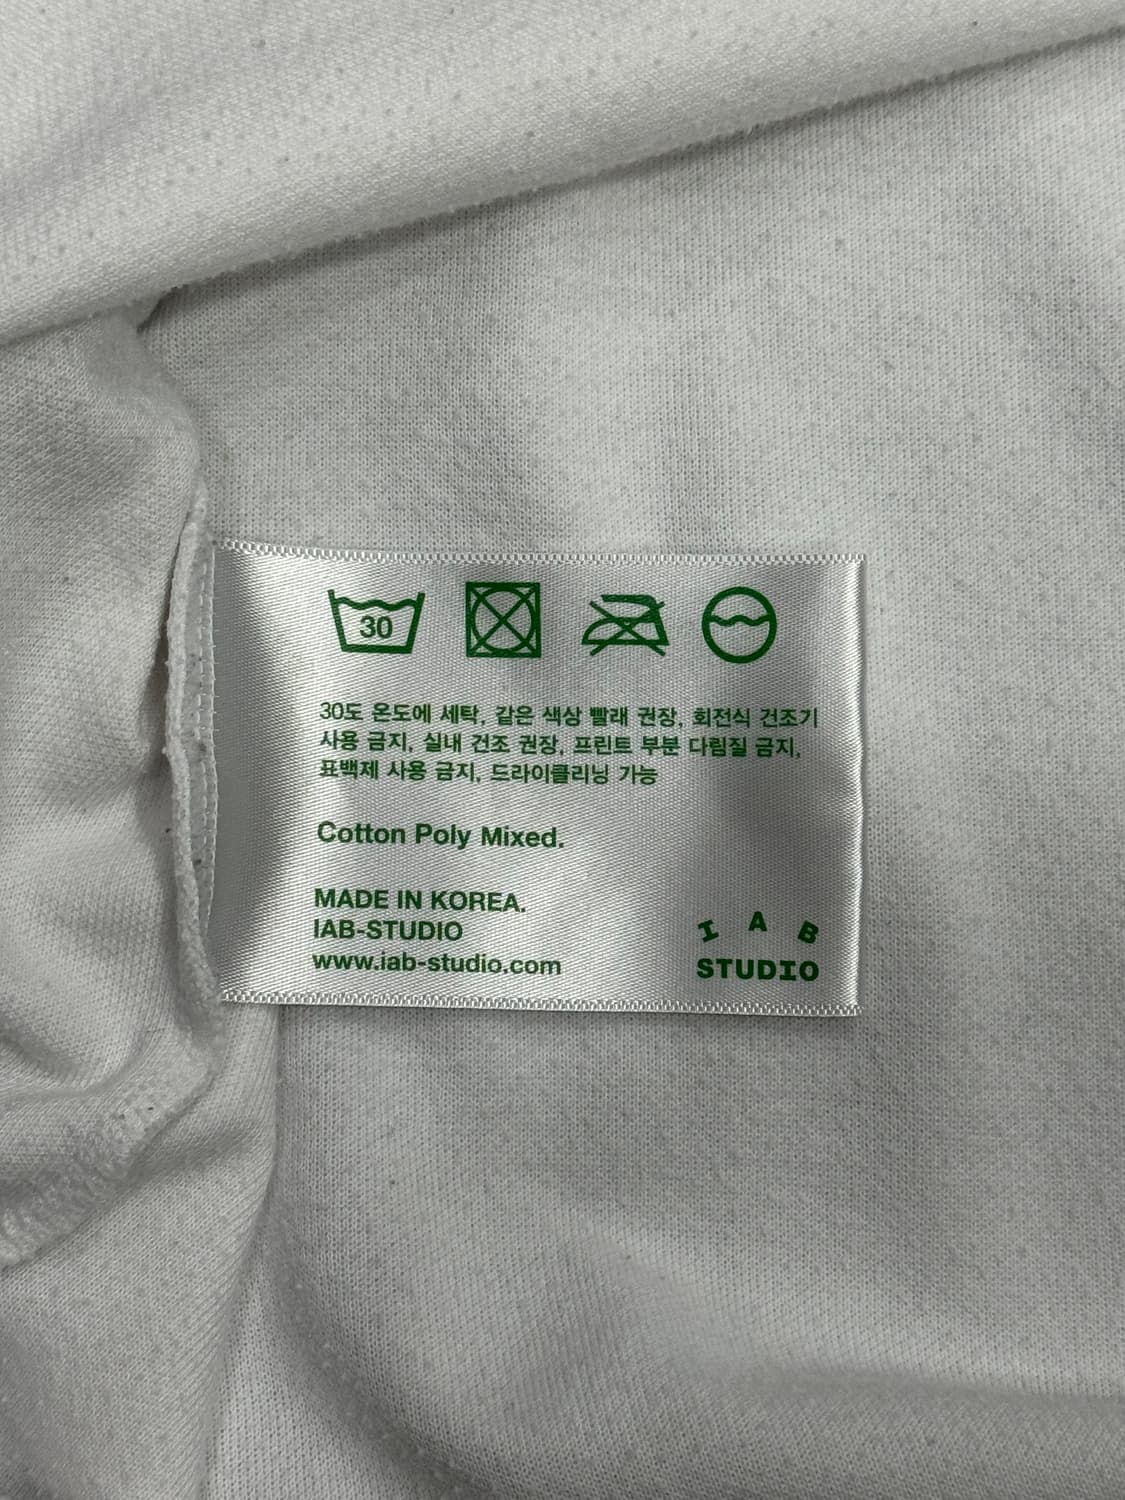 30
30도 온도에 세탁, 같은 색상 빨래 권장, 회전식 건조기
사용 금지, 실내 건조 권장, 프린트 부분 다림질 금지,
표백제 사용 금지, 드라이클리닝 가능
Cotton Poly Mixed.
MADE IN KOREA.
IAB-STUDIO
www.iab-studio.com
I A B
STUDIO